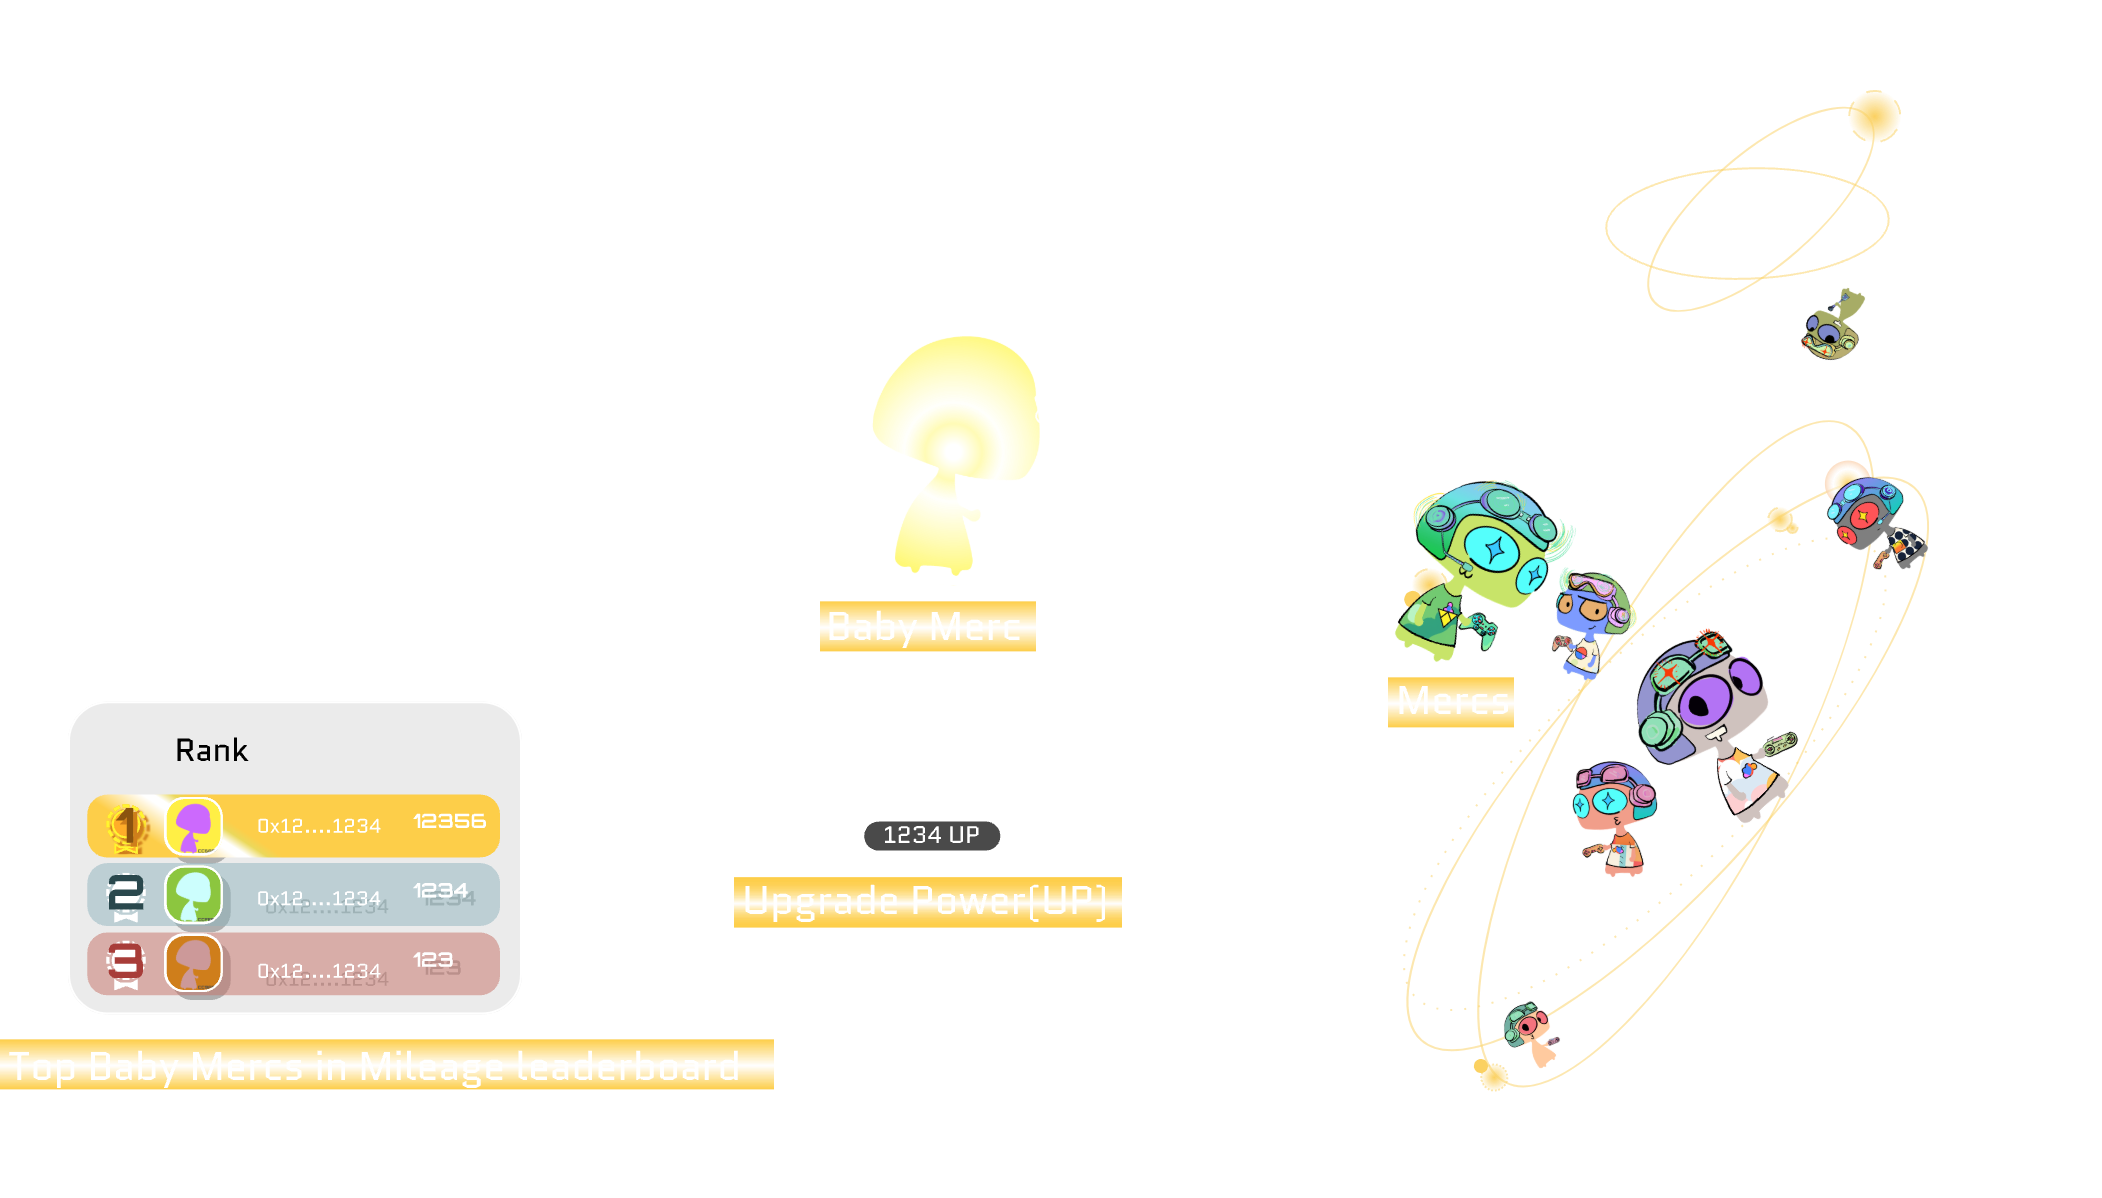 Baby Merc
Mercs
Rank
1
0x12....1234
12356
2
0x12....1234
1234
3
0x12....1234
123
1234 UP
Upgrade Power(UP)
Top Baby Mercs in Mileage leaderboard